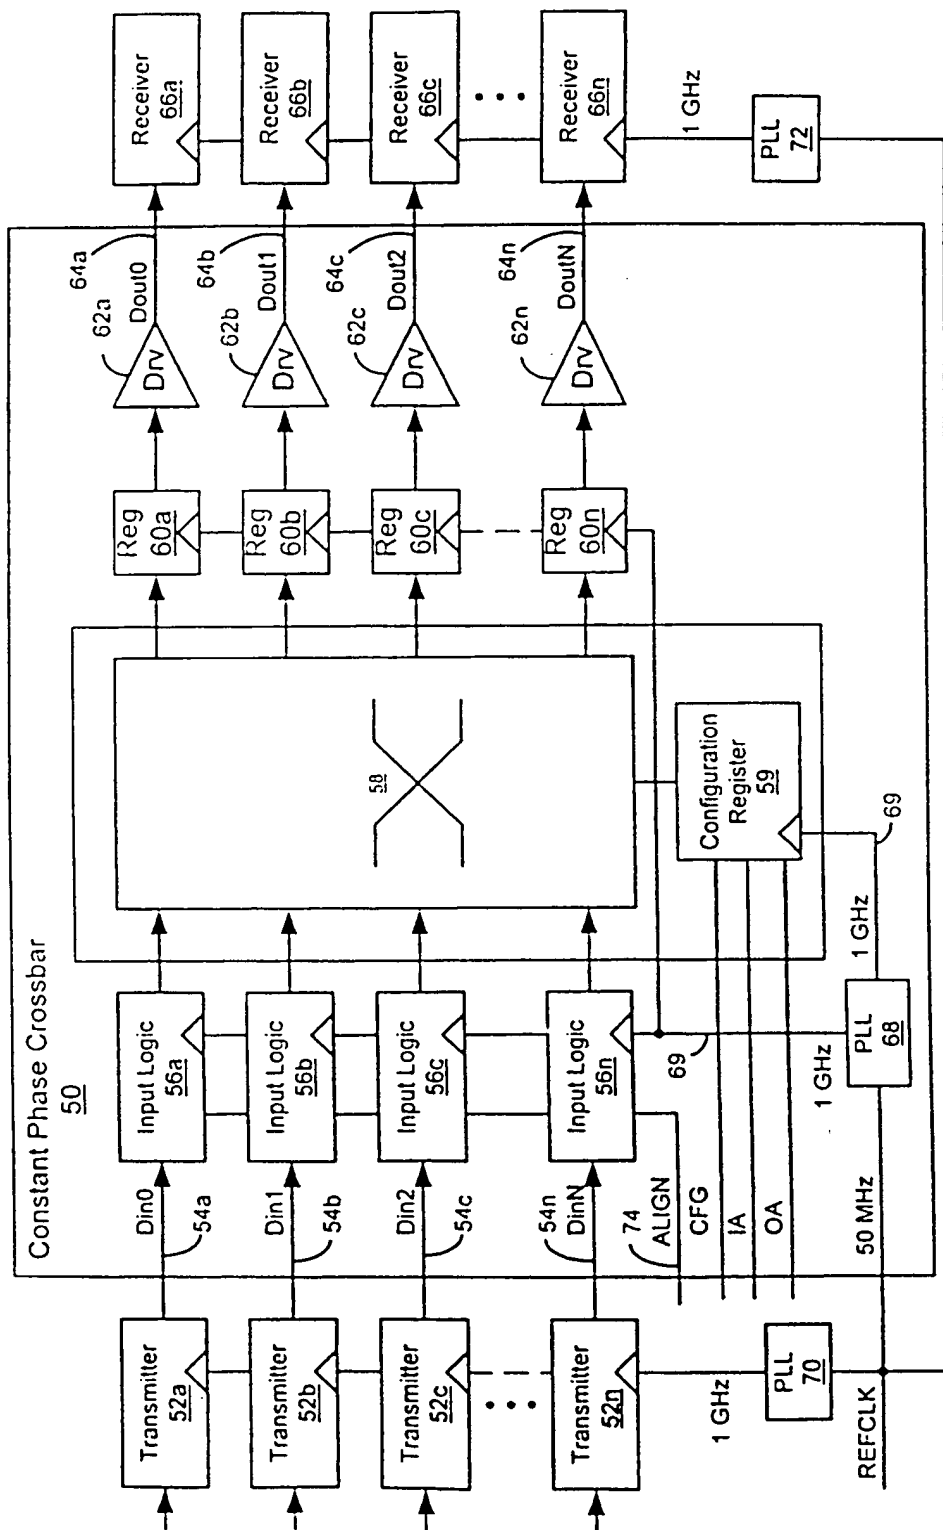 Constant Phase Crossbar
50
Transmitter
52a
Transmitter
52b
Transmitter
52c
Transmitter
52n
Din0
54a
Din1
54b
Din2
54c
54n
DinN
Input Logic
56a
Input Logic
56b
Input Logic
56c
Input Logic
56n
58
Reg
60a
Reg
60b
Reg
60c
Reg
60n
62a
Drv
62b
Drv
62c
Drv
62n
Drv
64a
Dout0
64b
Dout1
64c
Dout2
64n
DoutN
Receiver
66a
Receiver
66b
Receiver
66c
Receiver
66n
74
ALIGN
CFG
IA
OA
Configuration
Register
59
69
1 GHz
69
1 GHz
PLL
68
50 MHz
1 GHz
PLL
70
REFCLK
1 GHz
PLL
72